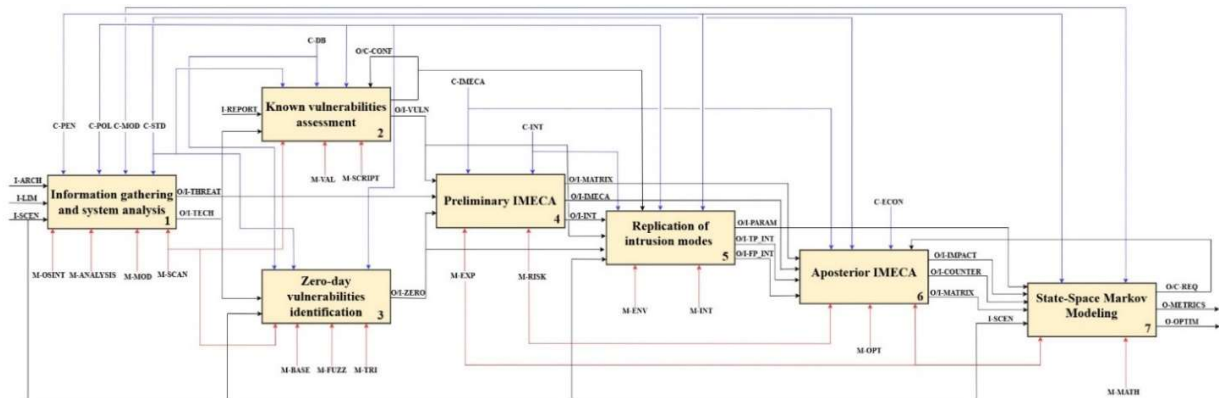 C-DB
O/C-CONF
C-IMECA
I-REPORT
Known vulnerabilities
assessment
2
O/I-VULN
C-PEN
C-POL
C-MOD
C-STD
C-INT
M-VAL
M-SCRIPT
I-ARCH
I-LIM
I-SCEN
Information gathering
and system analysis
1
O/I-THREAT
O/I-TECH
Preliminary IMECA
4
O/I-MATRIX
O/I-IMECA
O/I-INT
C-ECON
Replication of
intrusion modes
5
O/I-PARAM
O/I-TP_INT
O/I-FP_INT
M-OSINT
M-ANALYSIS
M-MOD
M-SCAN
M-EXP
M-RISK
Zero-day
vulnerabilities
identification
3
O/I-ZERO
Aposterior IMECA
6
O/I-IMPACT
O/I-COUNTER
O/I-MATRIX
M-ENV
M-INT
State-Space Markov
Modeling
7
O/C-REQ
O-METRICS
O-OPTIM
I-SCEN
M-OPT
M-BASE
M-FUZZ
M-TRI
M-MATH